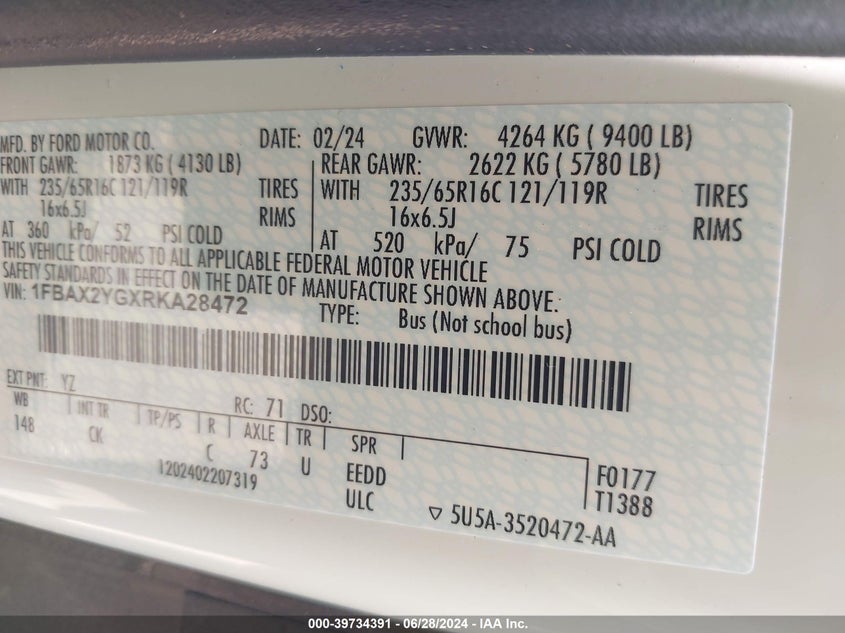 MFD. BY FORD MOTOR CO. DATE: 02/24 GVWR: 4264 KG ( 9400 LB)
FRONT GAWR: 1873 KG ( 4130 LB) REAR GAWR: 2622 KG ( 5780 LB)
WITH 235/65R16C 121/119R TIRES WITH 235/65R16C 121/119R TIRES
16x6.5J RIMS 16x6.5J RIMS
AT 360 kPa/ 52 PSI COLD AT 520 kPa/ 75 PSI COLD
THIS VEHICLE CONFORMS TO ALL APPLICABLE FEDERAL MOTOR VEHICLE
SAFETY STANDARDS IN EFFECT ON THE DATE OF MANUFACTURE SHOWN ABOVE.
VIN: 1FBAX2YGXRKA28472 TYPE: Bus (Not school bus)
EXT PNT: YZ RC: 71 DSO:
WB INT TR TP/PS R AXLE TR SPR
148 CK C 73 U EEDD F0177
1202402207319 ULC T1388
▽ 5U5A-3520472-AA
000-39734391 - 06/28/2024 - IAA Inc.